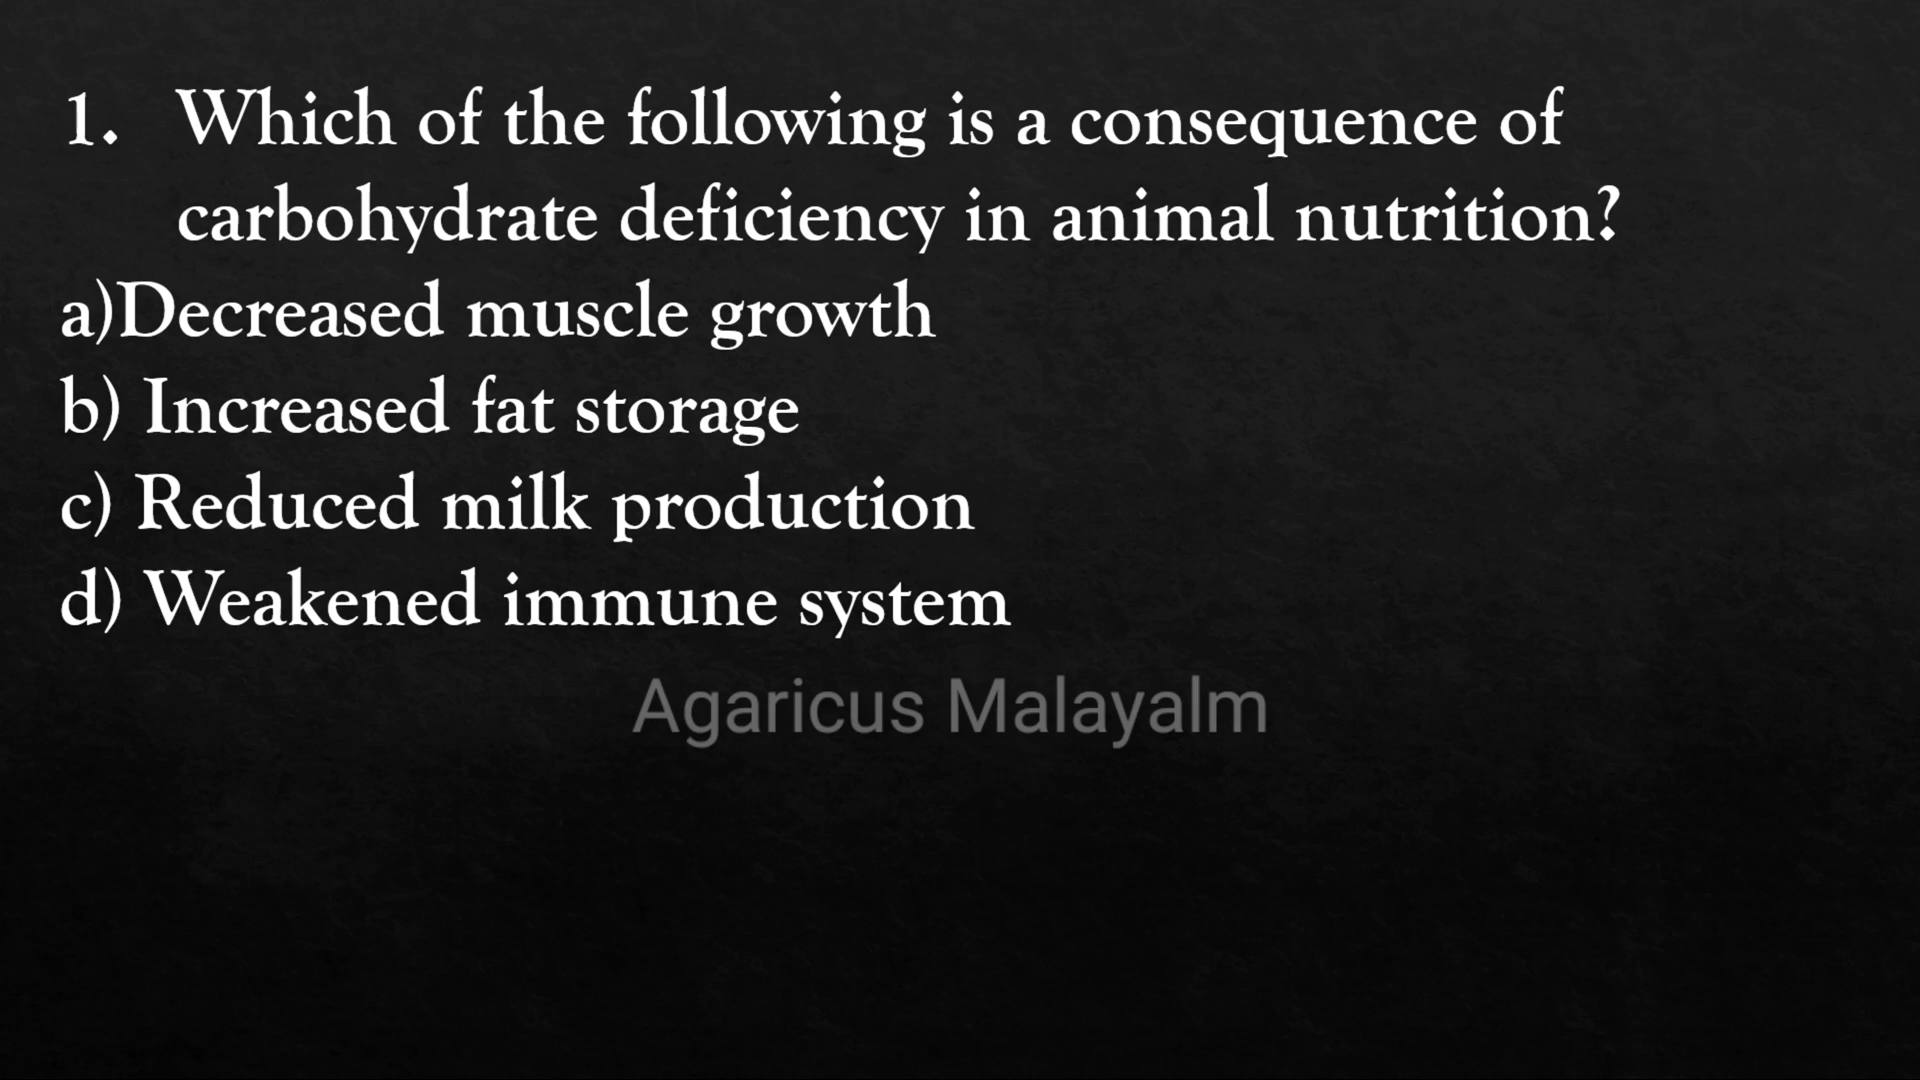 1. Which of the following is a consequence of
carbohydrate deficiency in animal nutrition?
a)Decreased muscle growth
b) Increased fat storage
c) Reduced milk production
d) Weakened immune system
Agaricus Malayalm